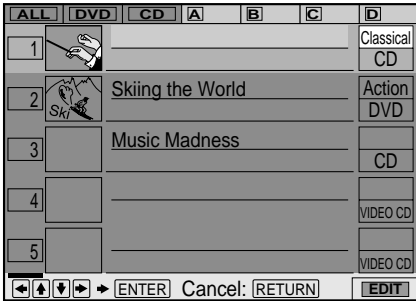 ALL DVD CD A B C D
1 Classical
CD
2 Ski Skiing the World Action
DVD
3 Music Madness
CD
4
VIDEO CD
5
VIDEO CD
ENTER Cancel: RETURN EDIT